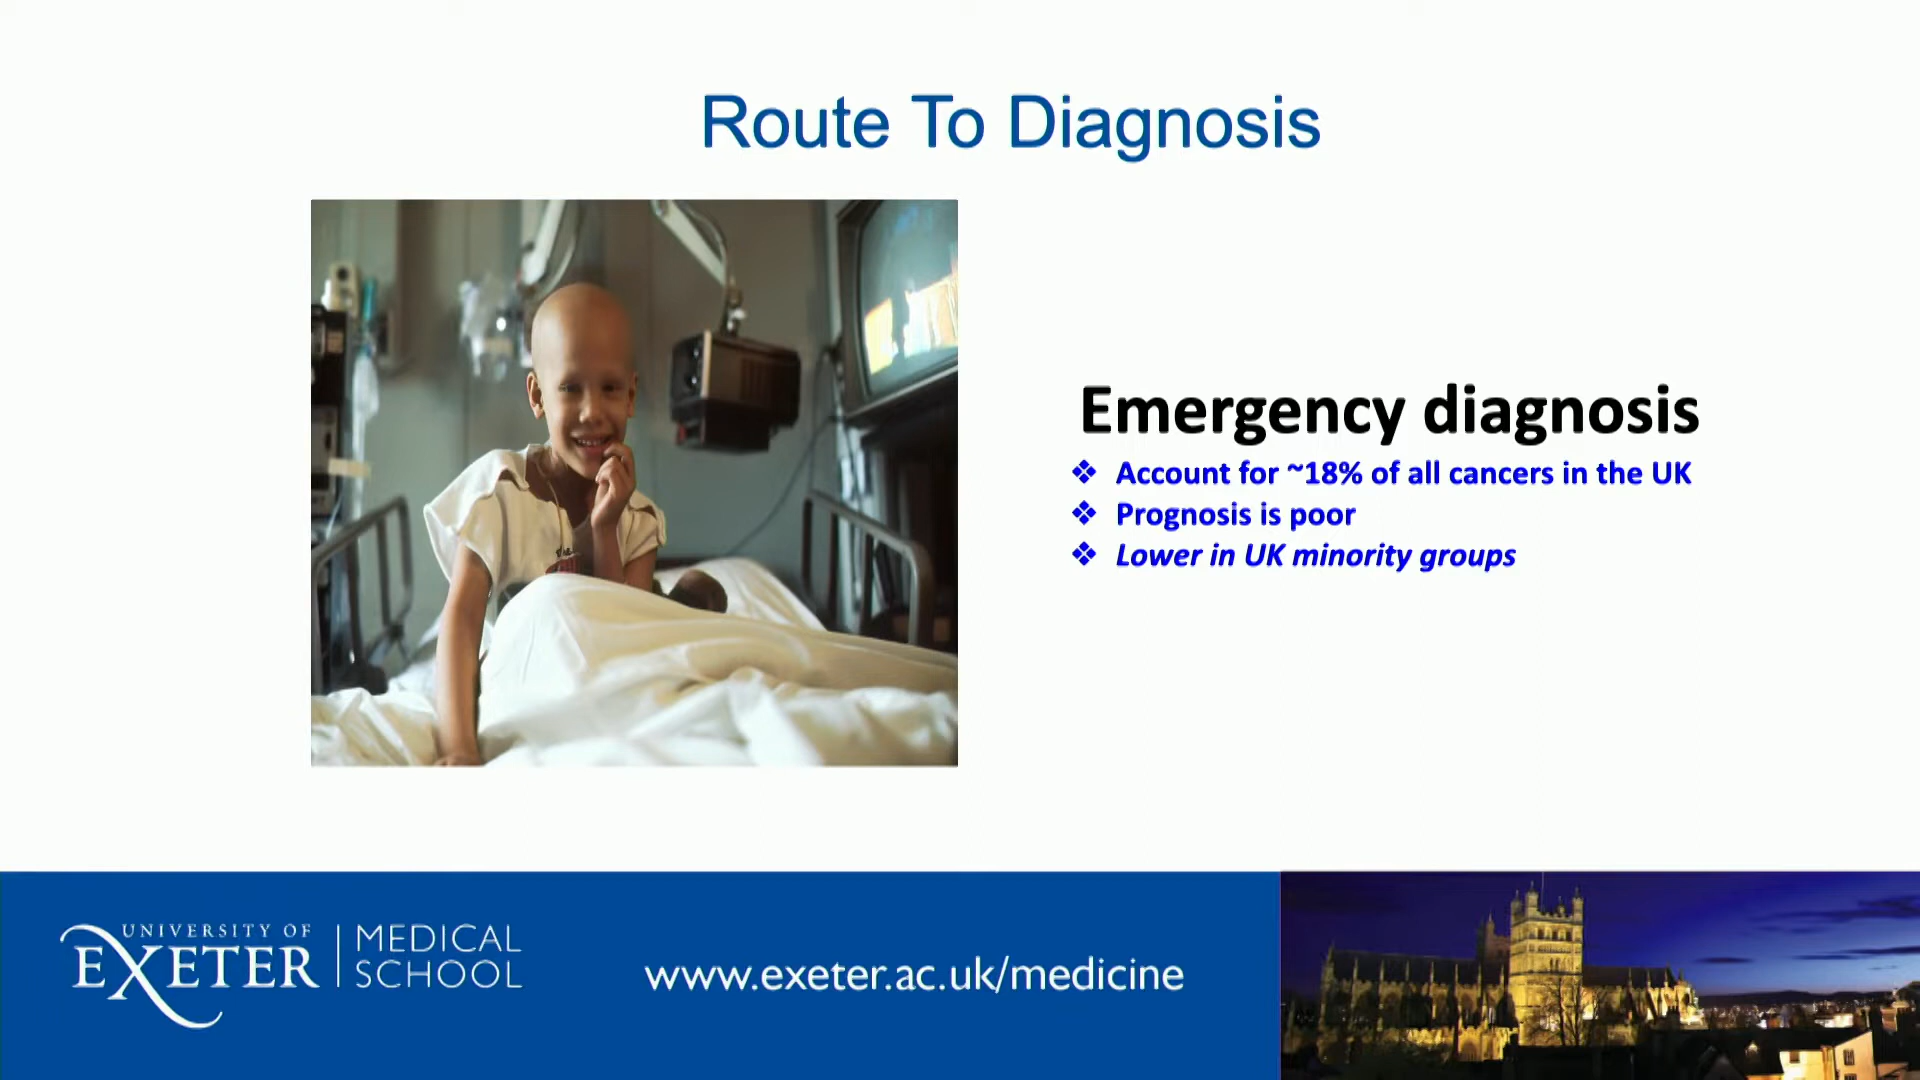 Route To Diagnosis
Emergency diagnosis
❖ Account for ~18% of all cancers in the UK
❖ Prognosis is poor
❖ Lower in UK minority groups
UNIVERSITY OF
EXETER
MEDICAL
SCHOOL
www.exeter.ac.uk/medicine